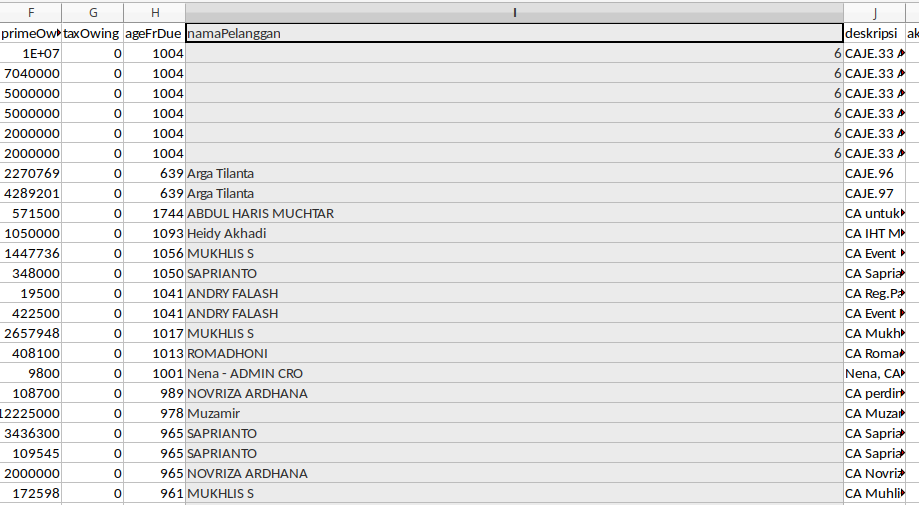 F G H I J
primeOw taxOwing ageFrDue namaPelanggan deskripsi ak
1E+07 0 1004 6 CAJE.33 A
7040000 0 1004 6 CAJE.33 A
5000000 0 1004 6 CAJE.33 A
5000000 0 1004 6 CAJE.33 A
2000000 0 1004 6 CAJE.33 A
2000000 0 1004 6 CAJE.33 A
2270769 0 639 Arga Tilanta CAJE.96
4289201 0 639 Arga Tilanta CAJE.97
571500 0 1744 ABDUL HARIS MUCHTAR CA untuk
1050000 0 1093 Heidy Akhadi CA IHT M
1447736 0 1056 MUKHLIS S CA Event
348000 0 1050 SAPRIANTO CA Sapria
19500 0 1041 ANDRY FALASH CA Reg.Pa
422500 0 1041 ANDRY FALASH CA Event
2657948 0 1017 MUKHLIS S CA Mukh
408100 0 1013 ROMADHONI CA Roma
9800 0 1001 Nena - ADMIN CRO Nena, CA
108700 0 989 NOVRIZA ARDHANA CA perdin
12225000 0 978 Muzamir CA Muzar
3436300 0 965 SAPRIANTO CA Sapria
109545 0 965 SAPRIANTO CA Sapria
2000000 0 965 NOVRIZA ARDHANA CA Novriz
172598 0 961 MUKHLIS S CA Muhli